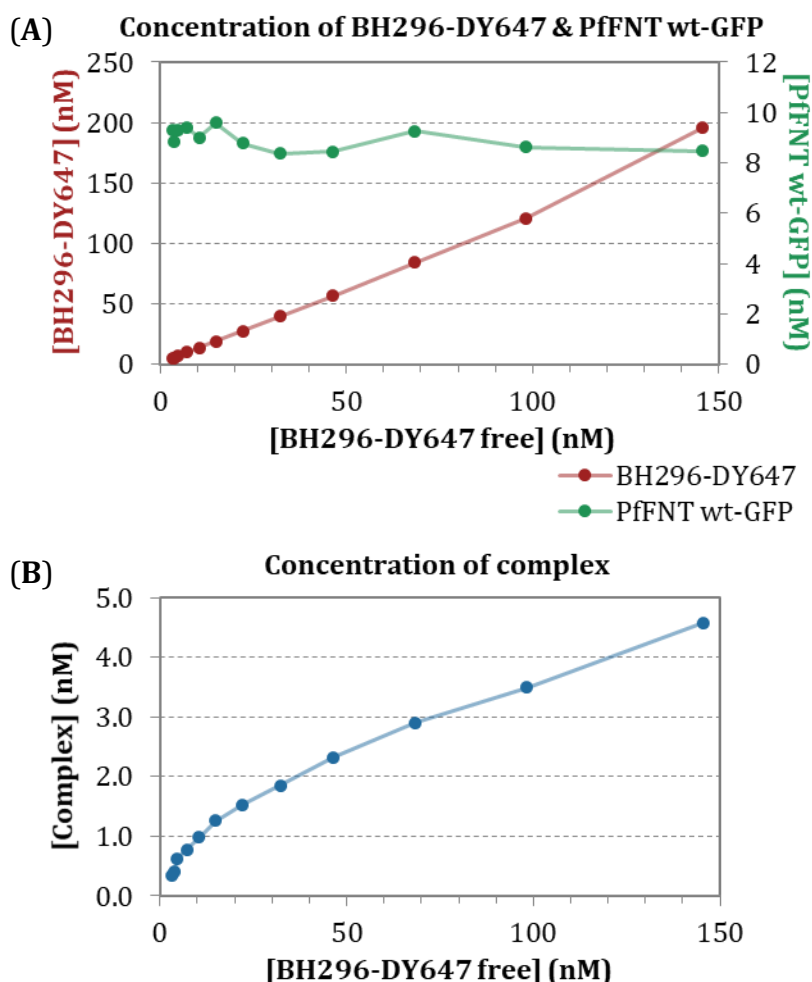 (A)
Concentration of BH296-DY647 & PfFNT wt-GFP
[BH296-DY647] (nM)
250
200
150
100
50
0
12
10
8
6
4
2
0
[PfFNT wt-GFP]
(nM)
0 50 100 150
[BH296-DY647 free] (nM)
BH296-DY647
PfFNT wt-GFP
(B)
Concentration of complex
[Complex] (nM)
5.0
4.0
3.0
2.0
1.0
0.0
0 50 100 150
[BH296-DY647 free] (nM)